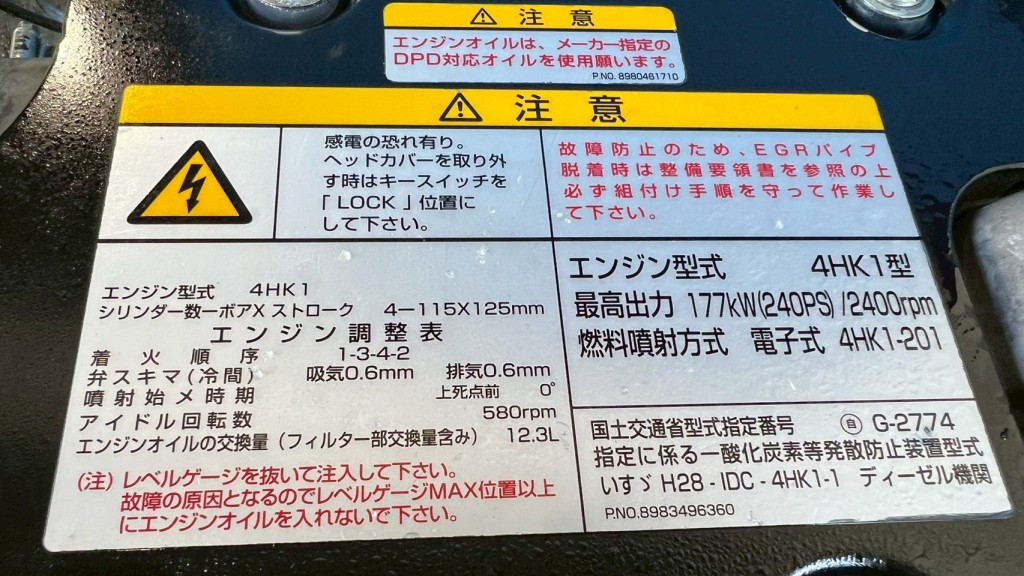 注意
エンジンオイルは、メーカー指定の
DPD対応オイルを使用願います。
P.NO. 8980461710
注意
感電の恐れ有り。
ヘッドカバーを取り外
す時はキースイッチを
「 LOCK 」位置に
して下さい。
故障防止のため、EGRパイプ
脱着時は整備要領書を参照の上
必ず組付け手順を守って作業し
て下さい。
エンジン型式 4HK1
シリンダー数ーボアX ストローク 4ー115X125mm
エンジン調整表
着火順序 1-3-4-2
弁スキマ(冷間) 吸気0.6mm 排気0.6mm
噴射始メ時期 上死点前 0°
アイドル回転数 580rpm
エンジンオイルの交換量（フィルター部交換量含み） 12.3L
(注) レベルゲージを抜いて注入して下さい。
故障の原因となるのでレベルゲージMAX位置以上
にエンジンオイルを入れないで下さい。
エンジン型式 4HK1型
最高出力 177kW(240PS) /2400rpm
燃料噴射方式 電子式 4HK1-201
国土交通省型式指定番号 自 G-2774
指定に係る一酸化炭素等発散防止装置型式
いすゞ H28 - IDC - 4HK1-1 ディーゼル機関
P.NO.8983496360